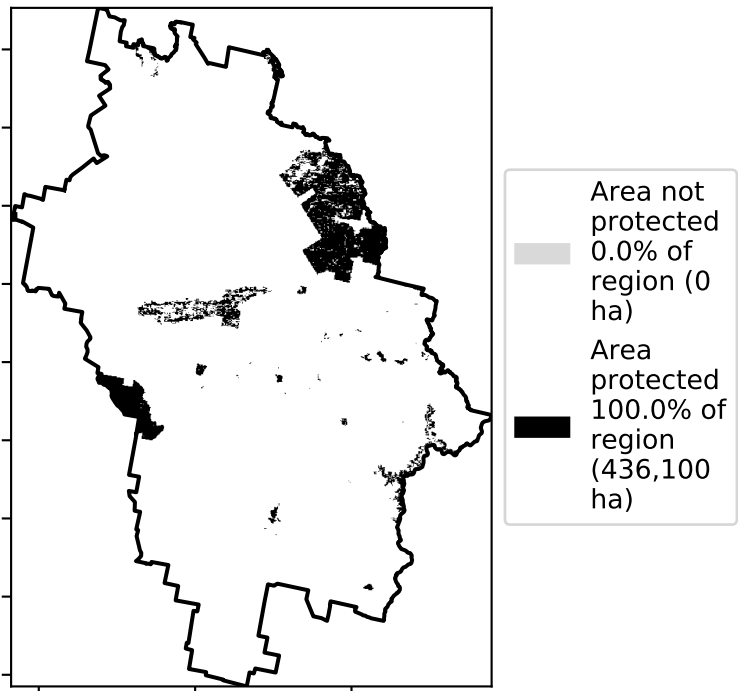 Area not
protected
0.0% of
region (0
ha)
Area
protected
100.0% of
region
(436,100
ha)